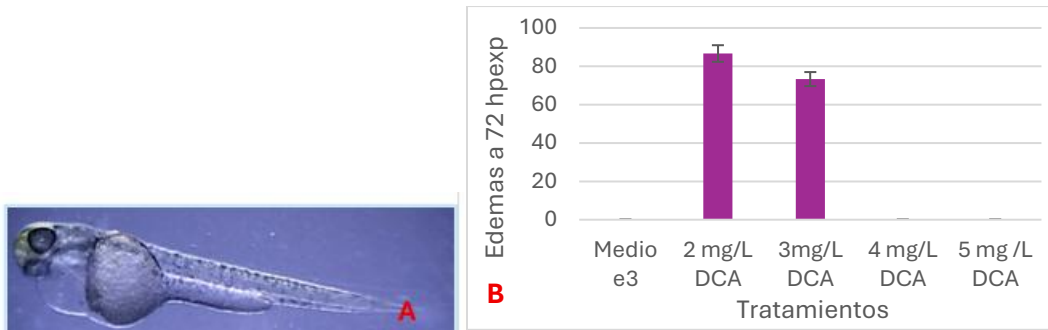 A
Edemas a 72 hpexp
100
80
60
40
20
0
Medio e3
2 mg/L DCA
3mg/L DCA
4 mg/L DCA
5 mg /L DCA
Tratamientos
B